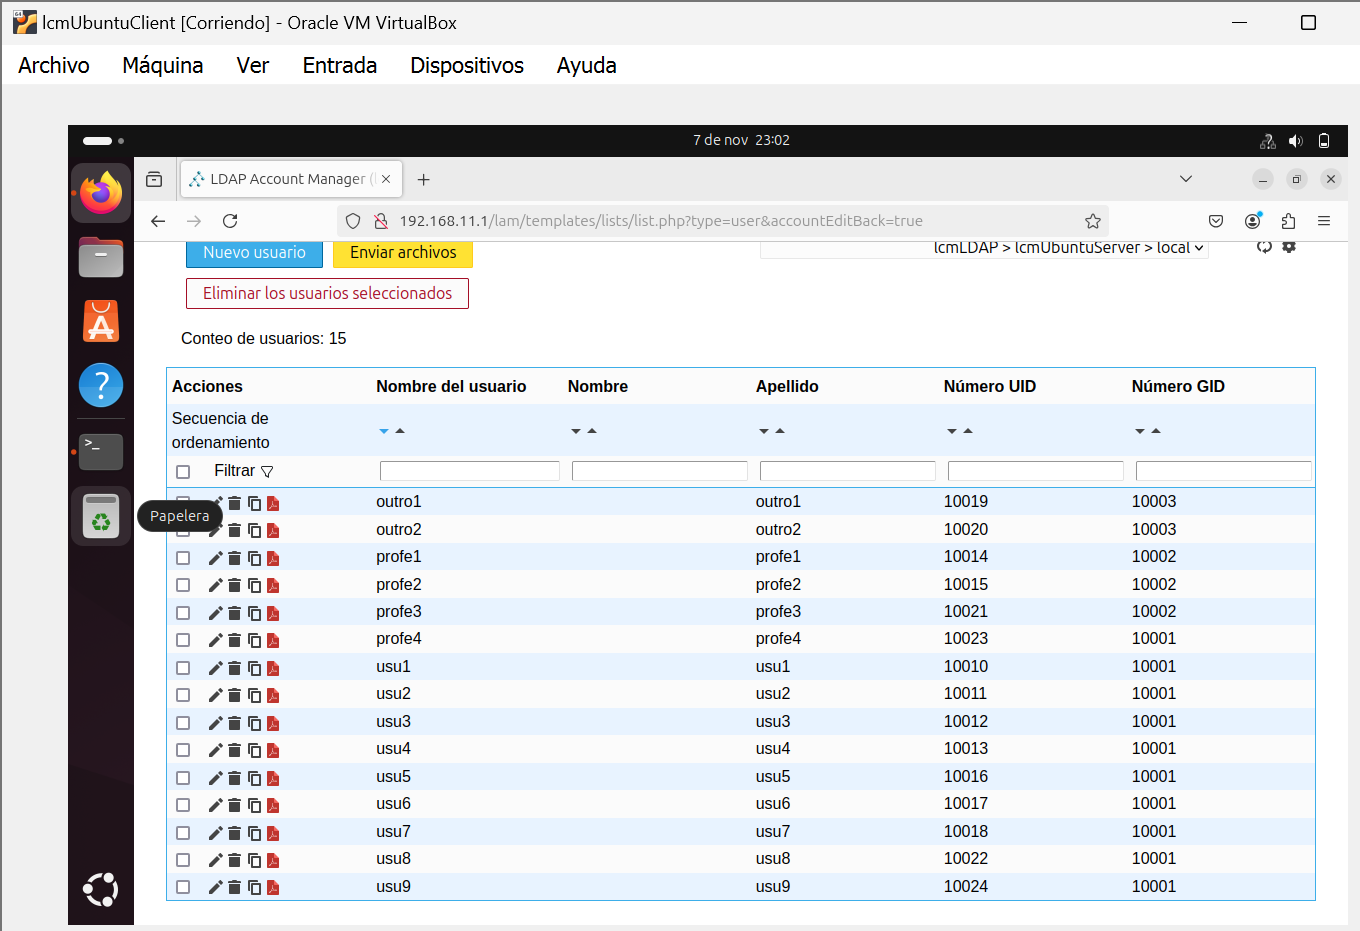 lcmUbuntuClient [Corriendo] - Oracle VM VirtualBox
Archivo Máquina Ver Entrada Dispositivos Ayuda
7 de nov 23:02
LDAP Account Manager (
192.168.11.1/lam/templates/lists/list.php?type=user&accountEditBack=true
Nuevo usuario Enviar archivos lcmLDAP > lcmUbuntuServer > local
Eliminar los usuarios seleccionados
Conteo de usuarios: 15
Acciones Nombre del usuario Nombre Apellido Número UID Número GID
Secuencia de
ordenamiento
Filtrar
Papelera
outro1 outro1 10019 10003
outro2 outro2 10020 10003
profe1 profe1 10014 10002
profe2 profe2 10015 10002
profe3 profe3 10021 10002
profe4 profe4 10023 10001
usu1 usu1 10010 10001
usu2 usu2 10011 10001
usu3 usu3 10012 10001
usu4 usu4 10013 10001
usu5 usu5 10016 10001
usu6 usu6 10017 10001
usu7 usu7 10018 10001
usu8 usu8 10022 10001
usu9 usu9 10024 10001